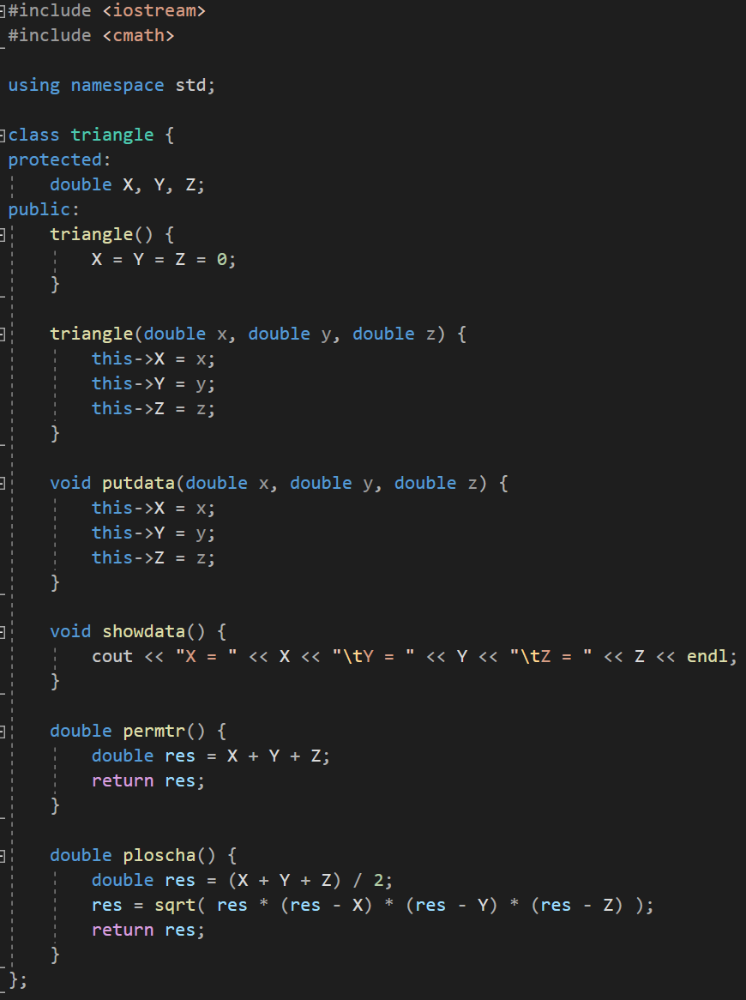 #include <iostream>
#include <cmath>
using namespace std;
class triangle {
protected:
    double X, Y, Z;
public:
    triangle() {
        X = Y = Z = 0;
    }
    triangle(double x, double y, double z) {
        this->X = x;
        this->Y = y;
        this->Z = z;
    }
    void putdata(double x, double y, double z) {
        this->X = x;
        this->Y = y;
        this->Z = z;
    }
    void showdata() {
        cout << "X = " << X << "\tY = " << Y << "\tZ = " << Z << endl;
    }
    double permtr() {
        double res = X + Y + Z;
        return res;
    }
    double ploscha() {
        double res = (X + Y + Z) / 2;
        res = sqrt( res * (res - X) * (res - Y) * (res - Z) );
        return res;
    }
};